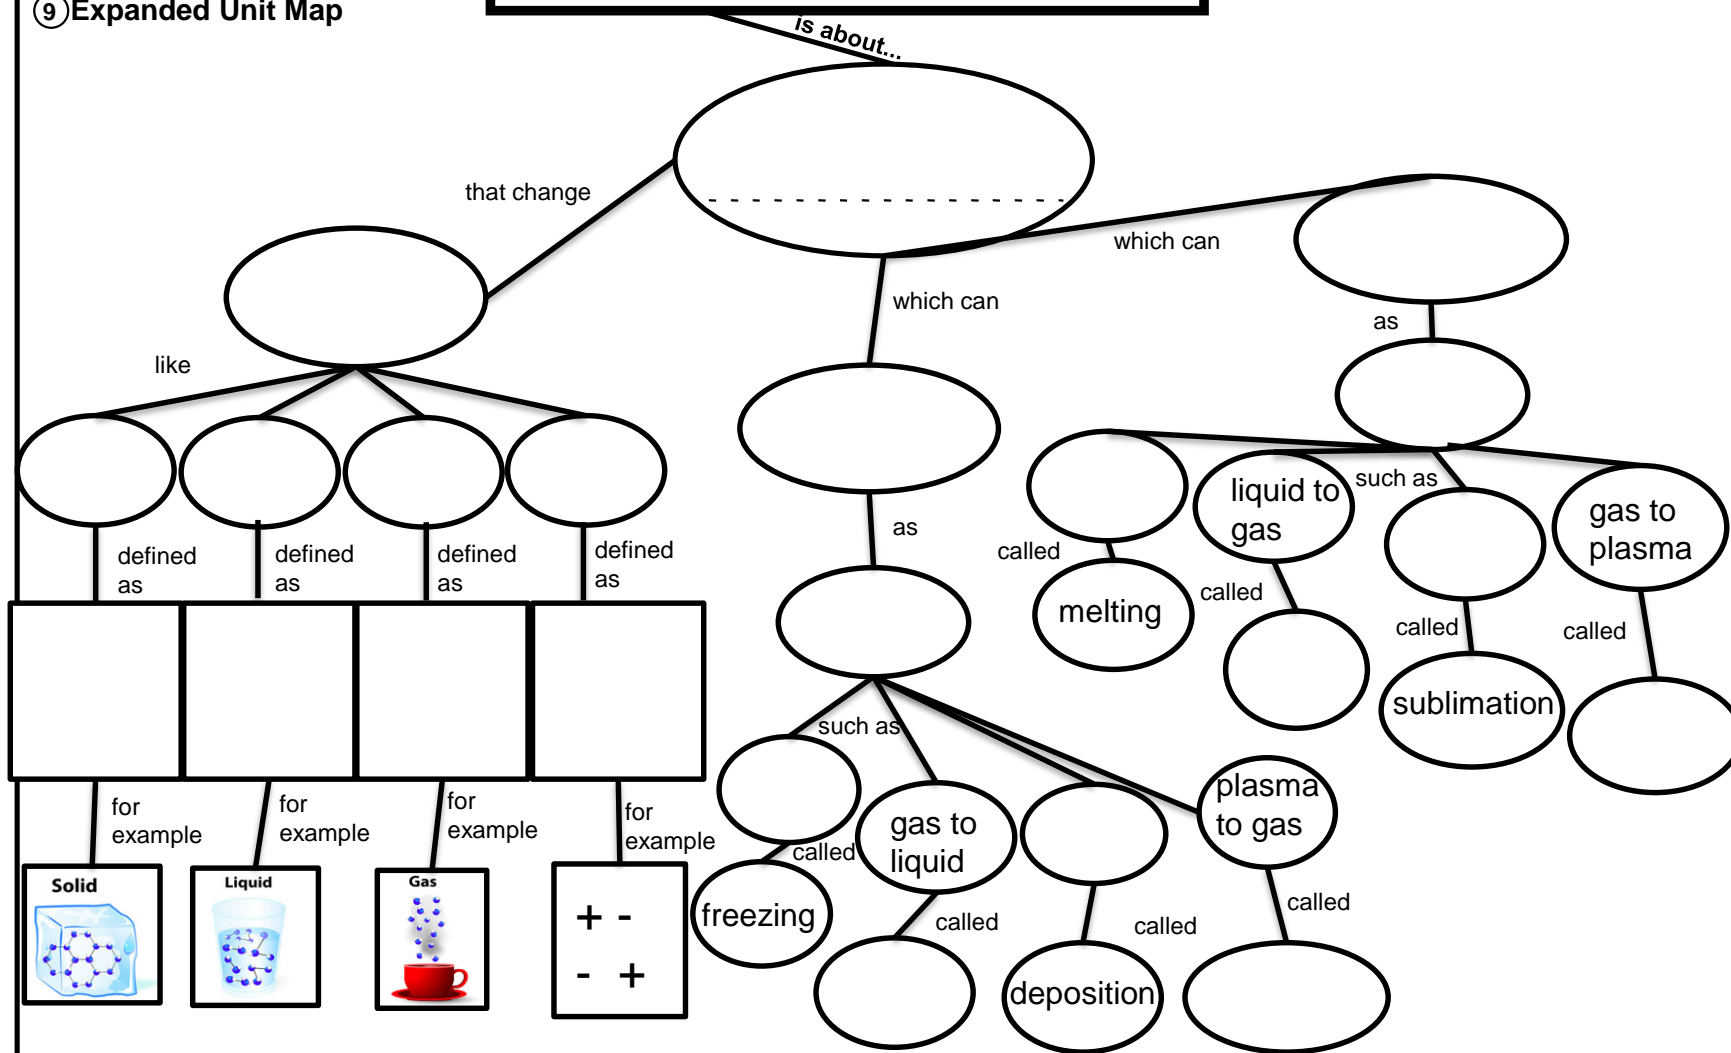 9 Expanded Unit Map
is about...
that change
which can
which can
like
as
as
such as
liquid to
gas
gas to
plasma
defined
as
defined
as
defined
as
defined
as
called
melting
called
called
sublimation
called
such as
for
example
for
example
for
example
for
example
gas to
liquid
plasma
to gas
called
freezing
called
called
deposition
called
Solid
Liquid
Gas
+ -
- +